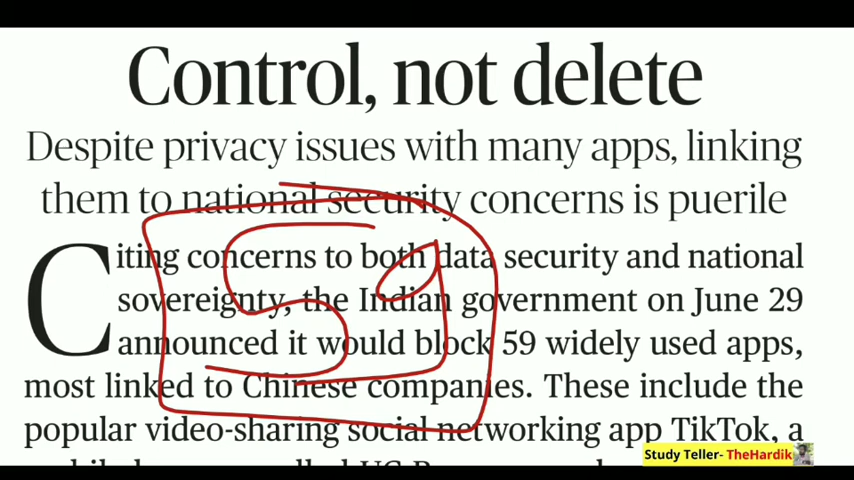 Control, not delete
Despite privacy issues with many apps, linking
them to national security concerns is puerile
Citing concerns to both data security and national
sovereignty, the Indian government on June 29
announced it would block 59 widely used apps,
most linked to Chinese companies. These include the
popular video-sharing social networking app TikTok, a
called UC
59
Study Teller- TheHardik